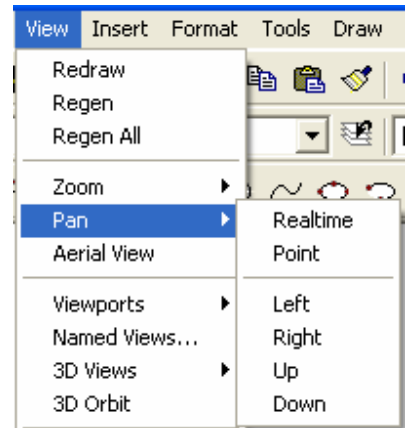 View Insert Format Tools Draw
Redraw
Regen
Regen All
Zoom
Pan
Aerial View
Viewports
Named Views...
3D Views
3D Orbit
Realtime
Point
Left
Right
Up
Down